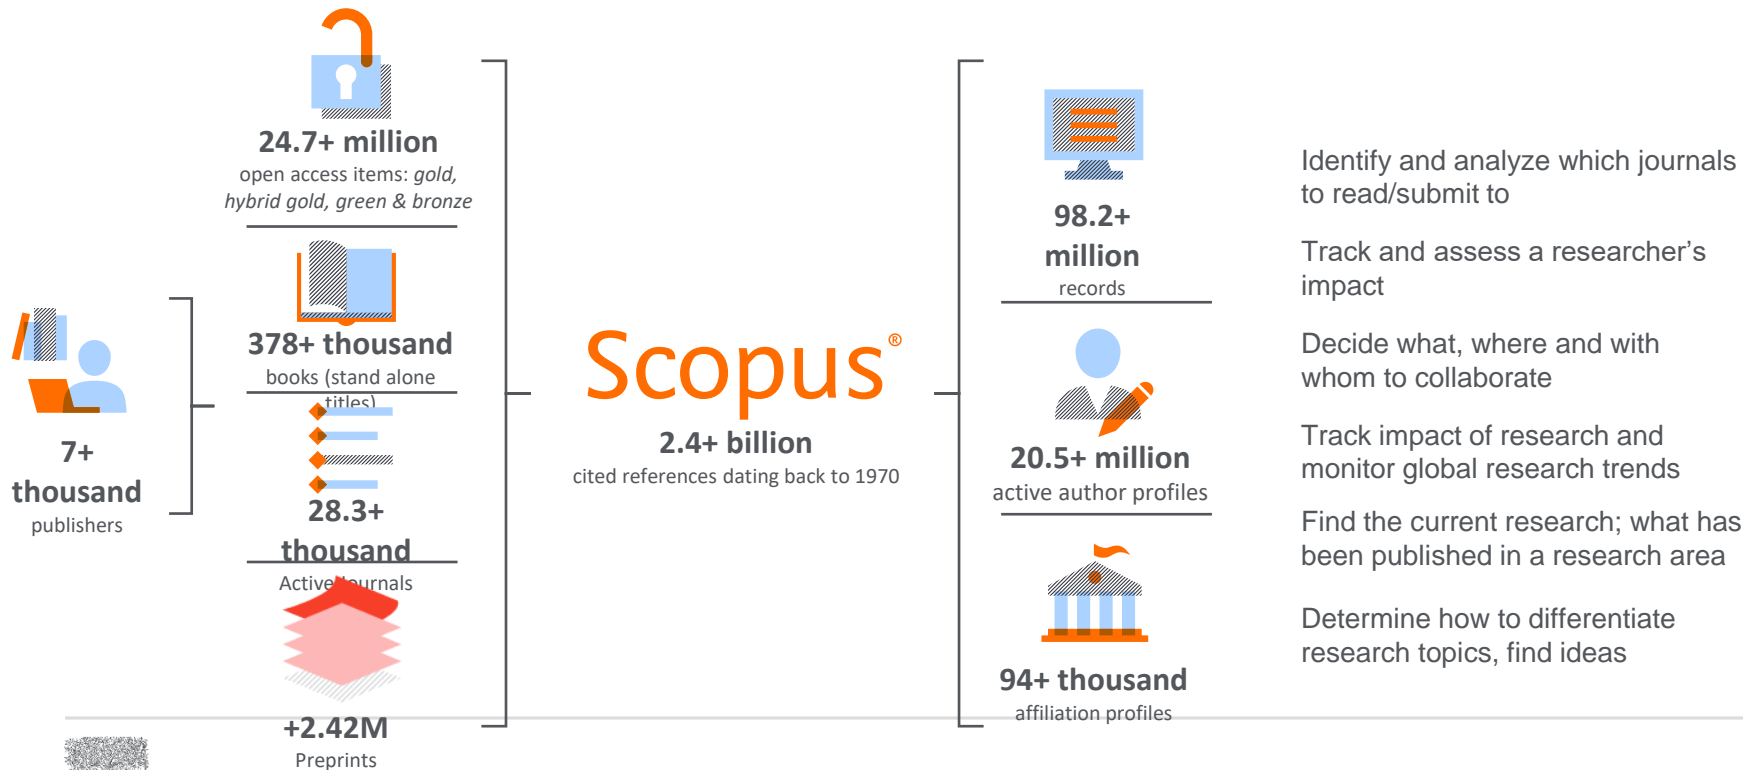 7+
thousand
publishers
24.7+ million
open access items: gold,
hybrid gold, green & bronze
378+ thousand
books (stand alone
titles)
28.3+
thousand
Active Journals
+2.42M
Preprints
Scopus®
2.4+ billion
cited references dating back to 1970
98.2+
million
records
20.5+ million
active author profiles
94+ thousand
affiliation profiles
Identify and analyze which journals
to read/submit to
Track and assess a researcher’s
impact
Decide what, where and with
whom to collaborate
Track impact of research and
monitor global research trends
Find the current research; what has
been published in a research area
Determine how to differentiate
research topics, find ideas